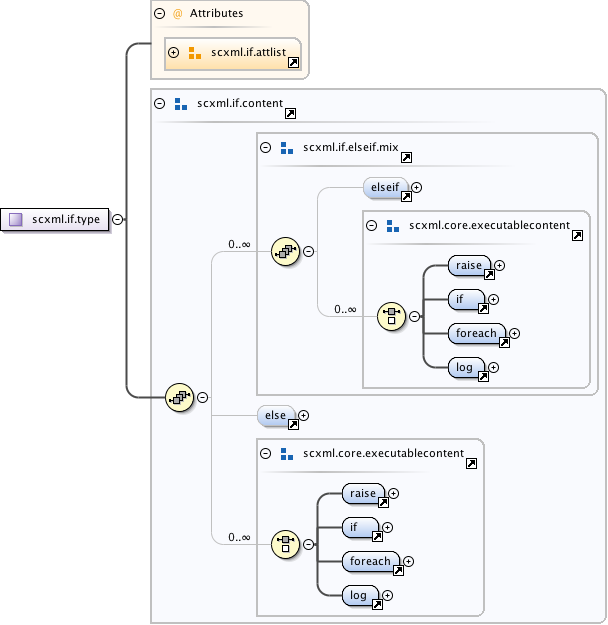 @ Attributes
scxml.if.attlist
scxml.if.content
scxml.if.elseif.mix
elseif
scxml.if.type
scxml.core.executablecontent
0..∞
raise
0..∞
if
foreach
log
else
scxml.core.executablecontent
raise
0..∞
if
foreach
log